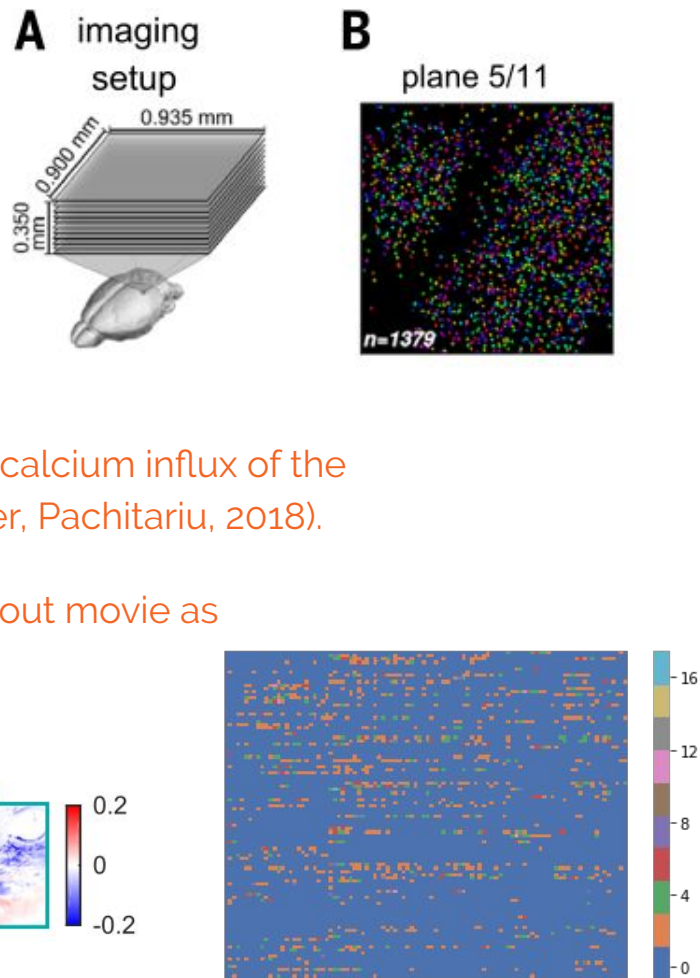 A imaging
setup
0.935 mm
0.900 mm
0.350
mm
B
plane 5/11
n=1379
calcium influx of the
er, Pachitariu, 2018).
out movie as
0.2
0
-0.2
16
12
8
4
0